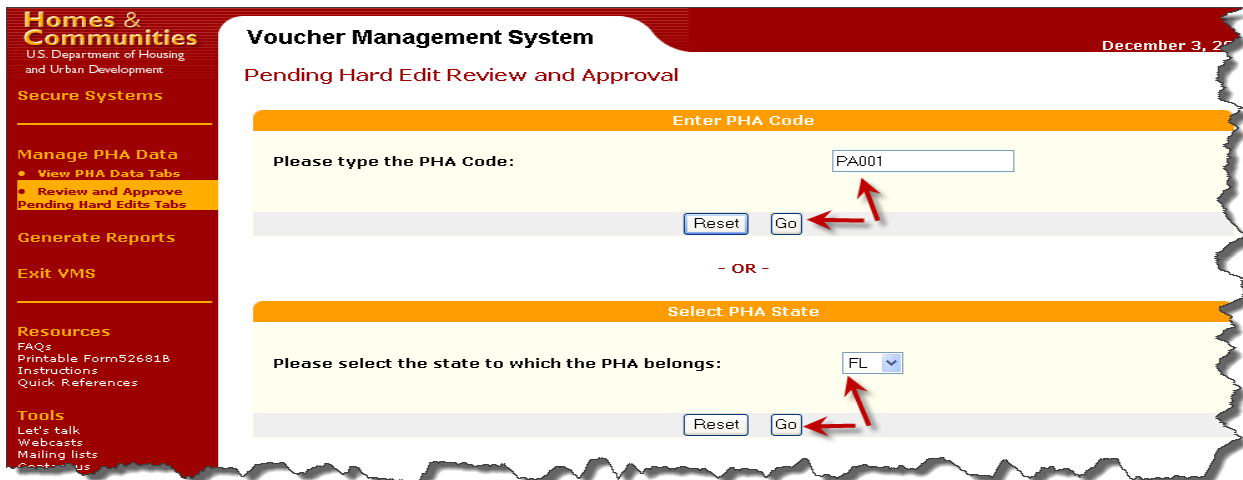 Homes &
Communities
U.S. Department of Housing
and Urban Development
Secure Systems
Manage PHA Data
• View PHA Data Tabs
• Review and Approve
Pending Hard Edits Tabs
Generate Reports
Exit VMS
Resources
FAQs
Printable Form52681B
Instructions
Quick References
Tools
Let's talk
Webcasts
Mailing lists
Voucher Management System
December 3,
Pending Hard Edit Review and Approval
Enter PHA Code
Please type the PHA Code: PA001
Reset Go
- OR -
Select PHA State
Please select the state to which the PHA belongs: FL
Reset Go